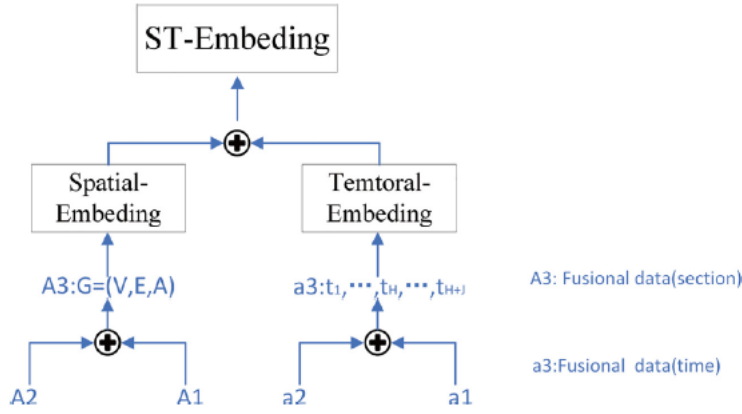 ST-Embeding
Spatial-
Embeding
Temtoral-
Embeding
A3:G=(V,E,A)
a3:t₁,···,tH,···,tH+J
A3: Fusional data(section)
a3:Fusional data(time)
A2
A1
a2
a1